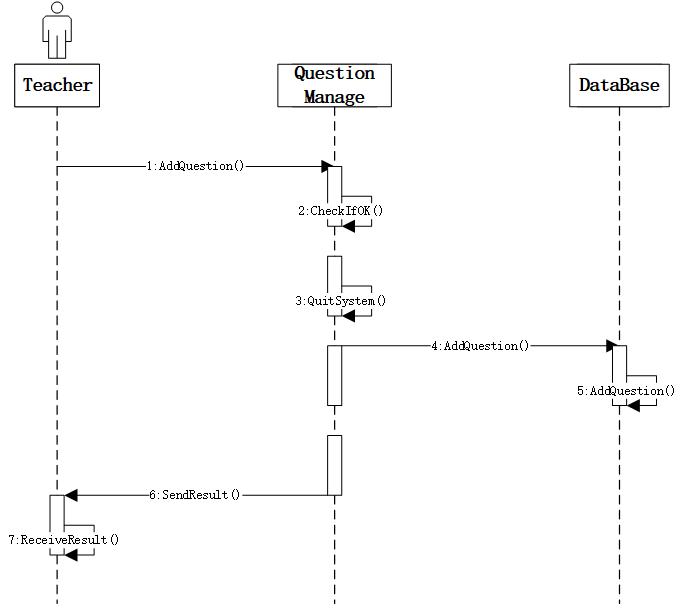 Teacher
Question
Manage
DataBase
1:AddQuestion()
2:CheckIfOK()
3:QuitSystem()
4:AddQuestion()
5:AddQuestion()
6:SendResult()
7:ReceiveResult()